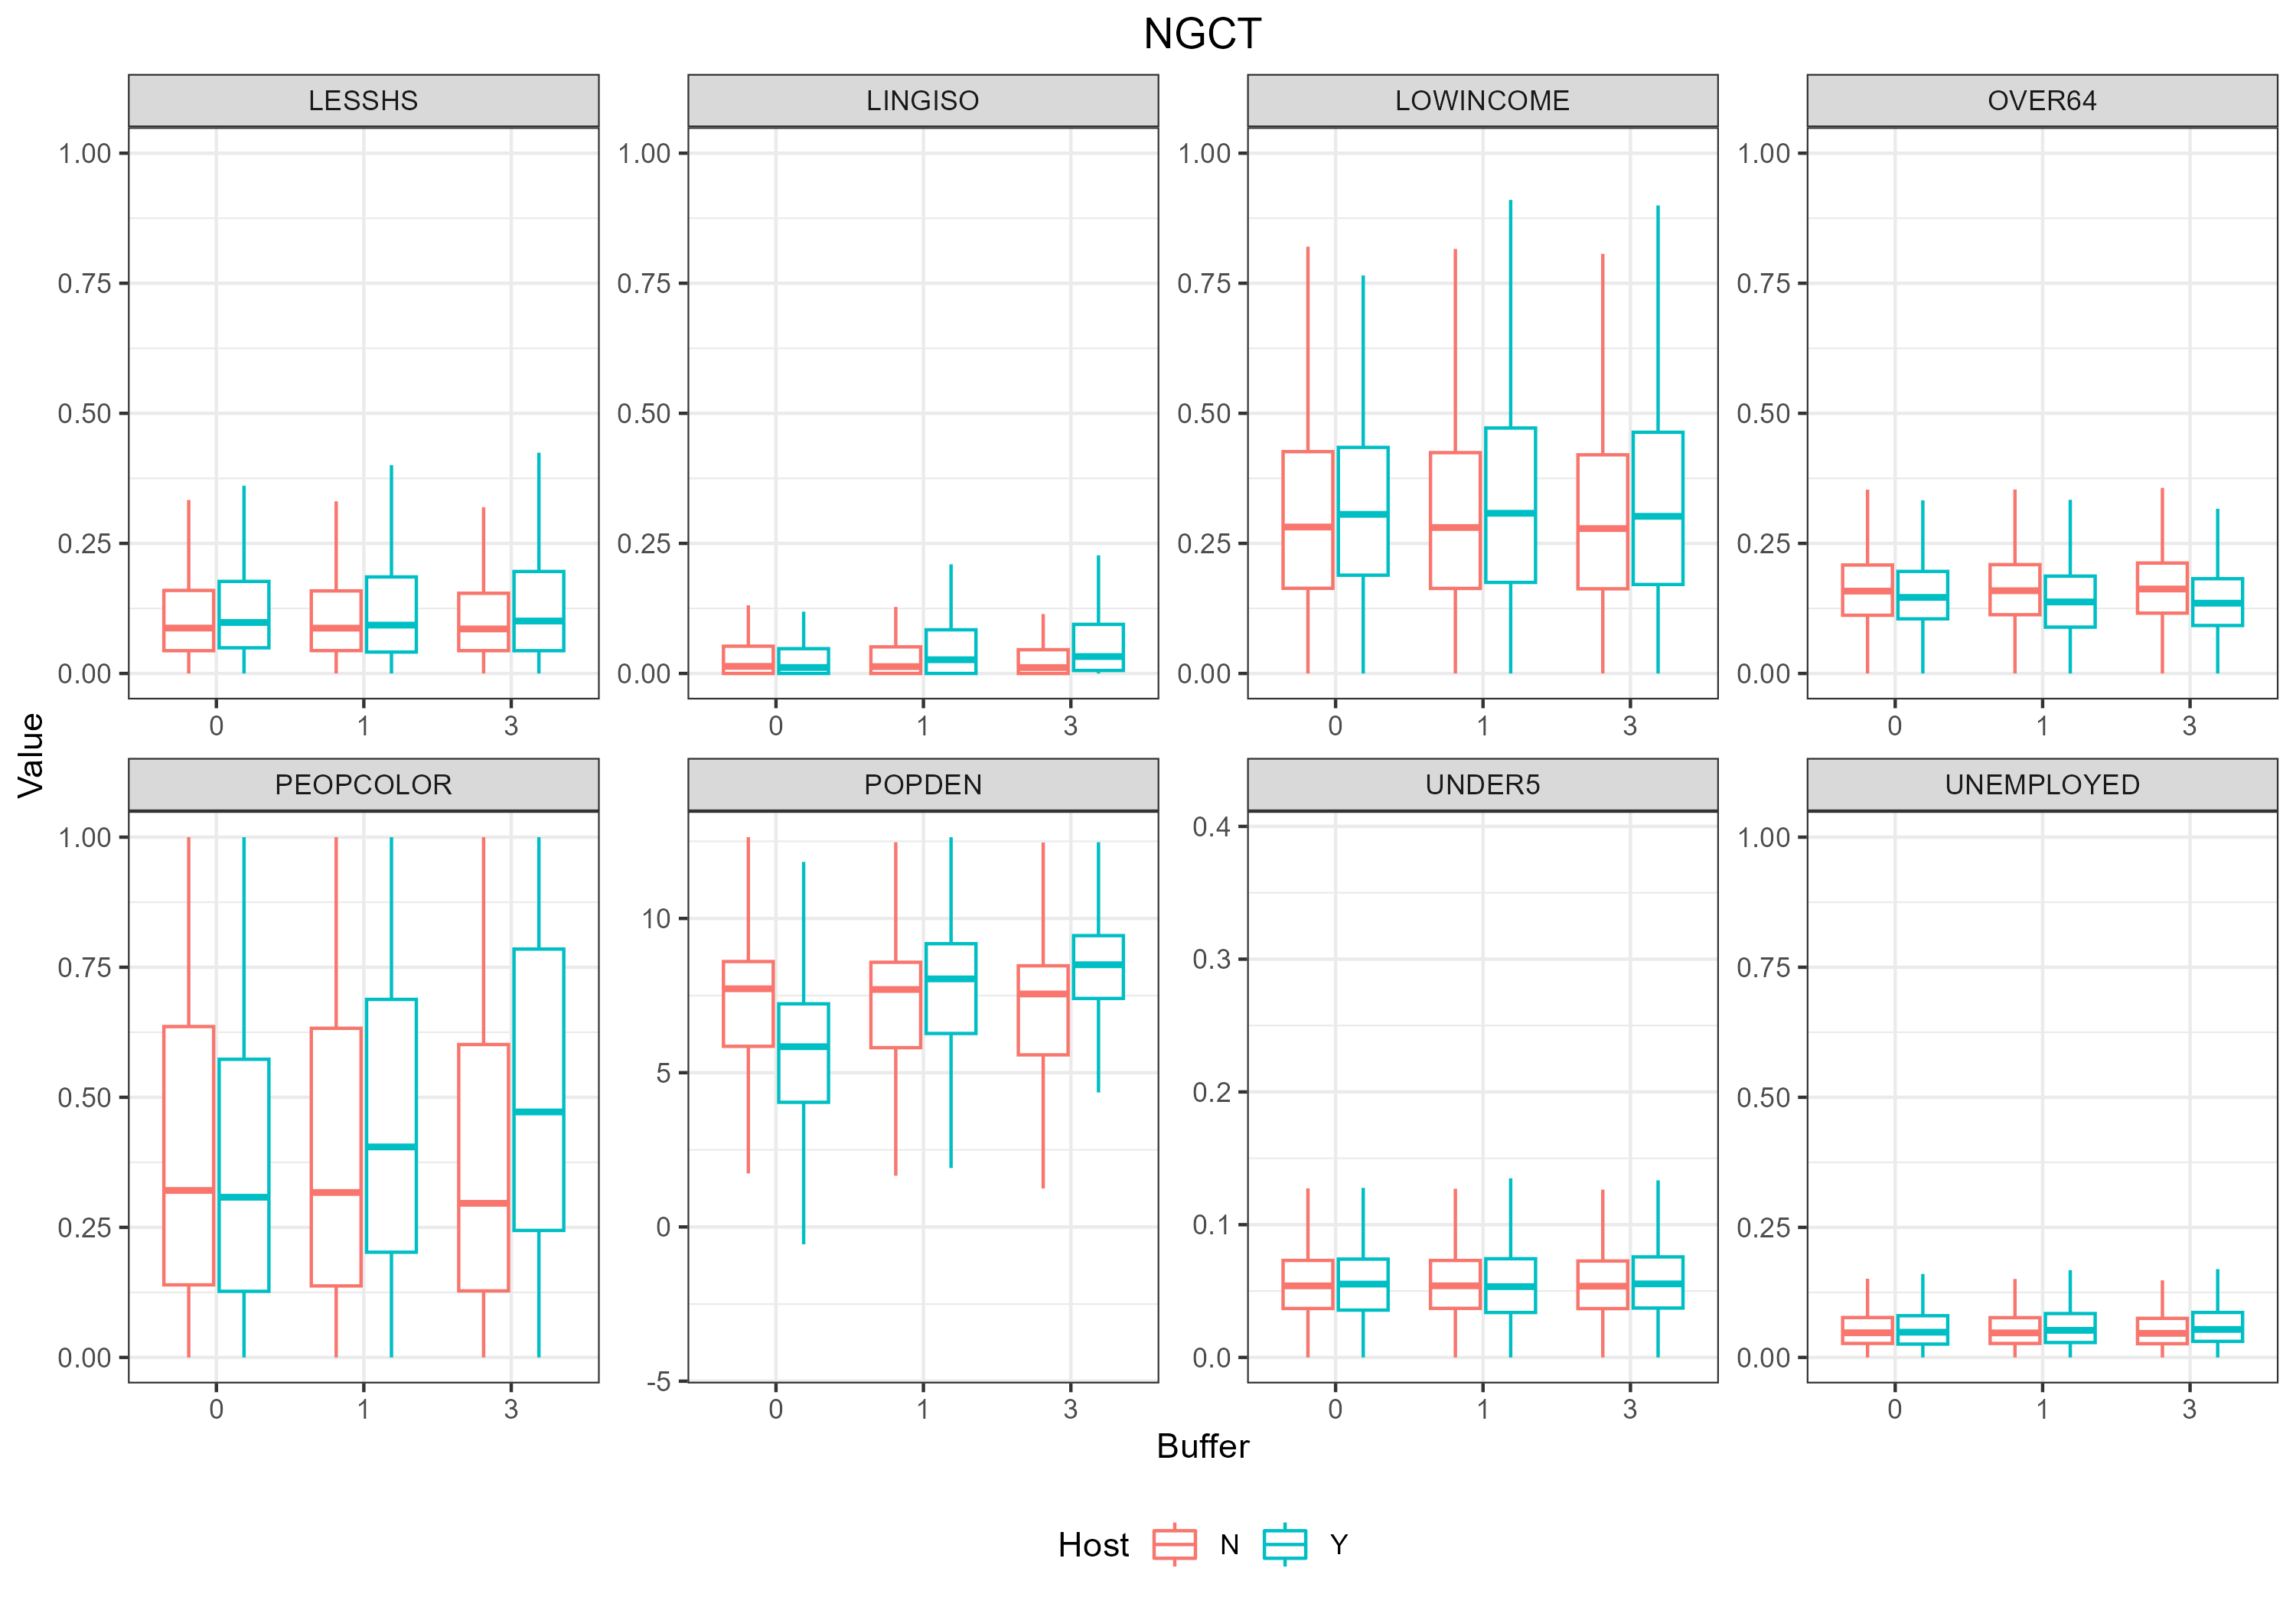 NGCT
LESSHS LINGISO LOWINCOME OVER64
1.00 1.00 1.00 1.00
0.75 0.75 0.75 0.75
0.50 0.50 0.50 0.50
0.25 0.25 0.25 0.25
0.00 0.00 0.00 0.00
0 1 3 0 1 3 0 1 3 0 1 3
Value
PEOPCOLOR POPDEN UNDER5 UNEMPLOYED
1.00 10 0.4 1.00
0.75 5 0.3 0.75
0.50 0 0.2 0.50
0.25 -5 0.1 0.25
0.00 0.0 0.00
0 1 3 0 1 3 0 1 3 0 1 3
Buffer
Host N Y